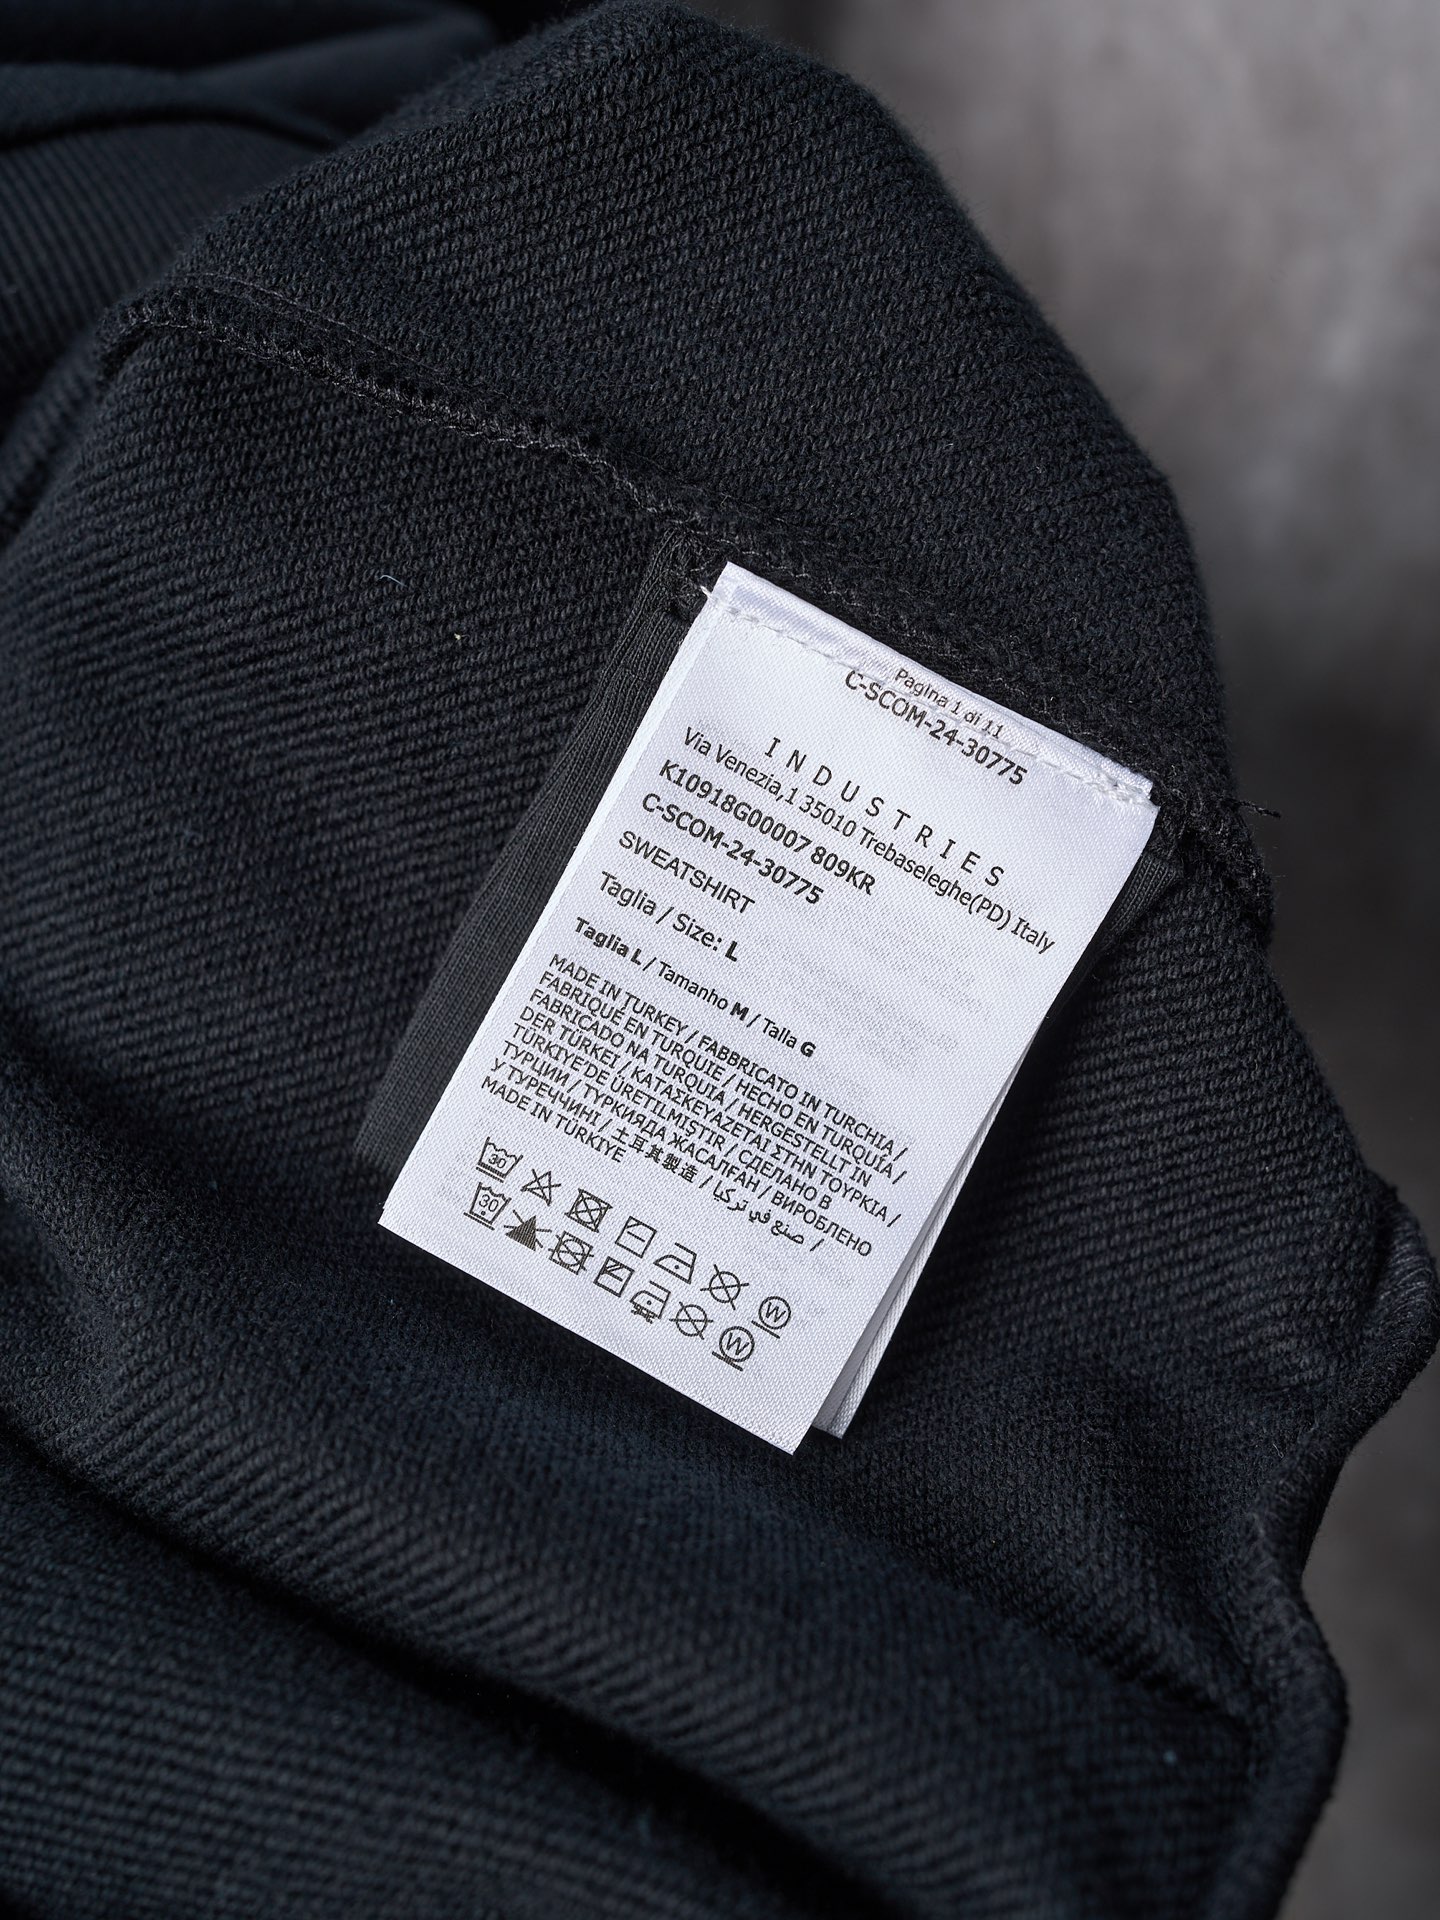 Pagina 1 di 11
C-SCOM-24-30775
INDUSTRIES
Via Venezia,1 35010 Trebaseleghe(PD) Italy
K10918G00007 809KR
C-SCOM-24-30775
SWEATSHIRT
Taglia / Size: L
Taglia L / Tamanho M / Talla G
MADE IN TURKEY / FABBRICATO IN TURCHIA /
FABRIQUÉ EN TURQUIE / HECHO EN TURQUÍA /
FABRICADO NA TURQUIA / HERGESTELLT IN
DER TÜRKEI / ΚΑΤΑΣΚΕΥΑΖΕΤΑΙ ΣΤΗΝ ΤΟΥΡΚΙΑ /
TÜRKIYE'DE ÜRETILMIŞTIR / СДЕЛАНО В
ТУРЦИИ / ТҮРКИЯДА ЖАСАЛҒАН / ВИРОБЛЕНО
У ТУРЕЧЧИНІ / 土耳其製造 / صنع في تركيا /
MADE IN TÜRKIYE
30
W
30
W